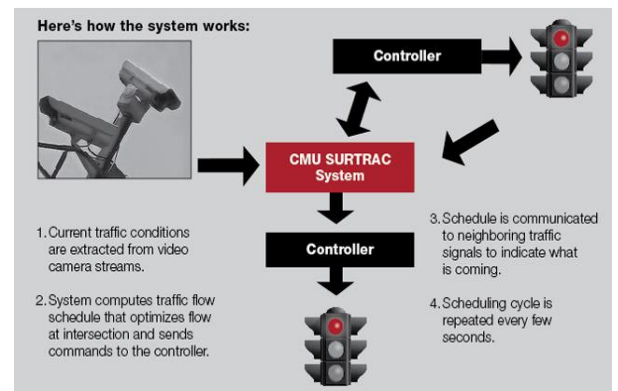 Here's how the system works:
Controller
CMU SURTRAC
System
Controller
1. Current traffic conditions
are extracted from video
camera streams.
2. System computes traffic flow
schedule that optimizes flow
at intersection and sends
commands to the controller.
3. Schedule is communicated
to neighboring traffic
signals to indicate what
is coming.
4. Scheduling cycle is
repeated every few
seconds.